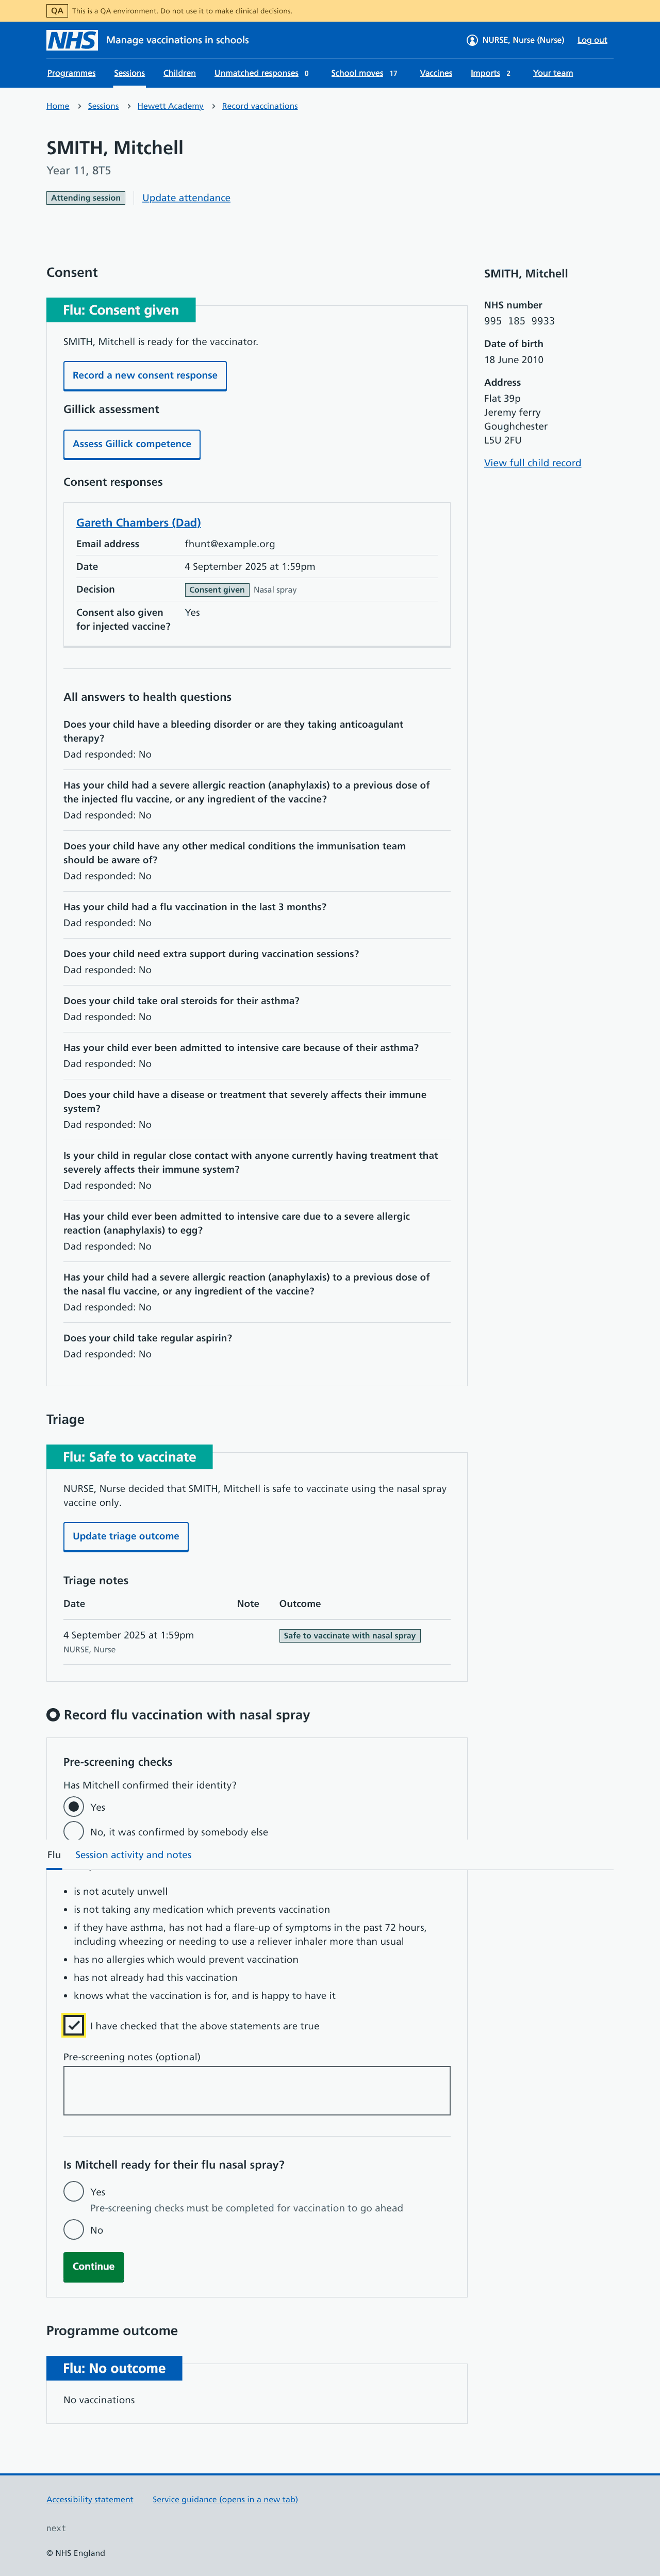 QA This is a QA environment. Do not use it to make clinical decisions.
NHS Manage vaccinations in schools NURSE, Nurse (Nurse) Log out
Programmes Sessions Children Unmatched responses 0 School moves 17 Vaccines Imports 2 Your team
Home Sessions Hewett Academy Record vaccinations
SMITH, Mitchell
Year 11, 8T5
Attending session Update attendance
Consent
Flu: Consent given
SMITH, Mitchell is ready for the vaccinator.
Record a new consent response
Gillick assessment
Assess Gillick competence
Consent responses
Gareth Chambers (Dad)
Email address fhunt@example.org
Date 4 September 2025 at 1:59pm
Decision Consent given Nasal spray
Consent also given Yes
for injected vaccine?
All answers to health questions
Does your child have a bleeding disorder or are they taking anticoagulant
therapy?
Dad responded: No
Has your child had a severe allergic reaction (anaphylaxis) to a previous dose of
the injected flu vaccine, or any ingredient of the vaccine?
Dad responded: No
Does your child have any other medical conditions the immunisation team
should be aware of?
Dad responded: No
Has your child had a flu vaccination in the last 3 months?
Dad responded: No
Does your child need extra support during vaccination sessions?
Dad responded: No
Does your child take oral steroids for their asthma?
Dad responded: No
Has your child ever been admitted to intensive care because of their asthma?
Dad responded: No
Does your child have a disease or treatment that severely affects their immune
system?
Dad responded: No
Is your child in regular close contact with anyone currently having treatment that
severely affects their immune system?
Dad responded: No
Has your child ever been admitted to intensive care due to a severe allergic
reaction (anaphylaxis) to egg?
Dad responded: No
Has your child had a severe allergic reaction (anaphylaxis) to a previous dose of
the nasal flu vaccine, or any ingredient of the vaccine?
Dad responded: No
Does your child take regular aspirin?
Dad responded: No
SMITH, Mitchell
NHS number
995 185 9933
Date of birth
18 June 2010
Address
Flat 39p
Jeremy ferry
Goughchester
L5U 2FU
View full child record
Triage
Flu: Safe to vaccinate
NURSE, Nurse decided that SMITH, Mitchell is safe to vaccinate using the nasal spray
vaccine only.
Update triage outcome
Triage notes
Date Note Outcome
4 September 2025 at 1:59pm Safe to vaccinate with nasal spray
NURSE, Nurse
Record flu vaccination with nasal spray
Pre-screening checks
Has Mitchell confirmed their identity?
Yes
No, it was confirmed by somebody else
Flu Session activity and notes
is not acutely unwell
is not taking any medication which prevents vaccination
if they have asthma, has not had a flare-up of symptoms in the past 72 hours,
including wheezing or needing to use a reliever inhaler more than usual
has no allergies which would prevent vaccination
has not already had this vaccination
knows what the vaccination is for, and is happy to have it
I have checked that the above statements are true
Pre-screening notes (optional)
Is Mitchell ready for their flu nasal spray?
Yes
Pre-screening checks must be completed for vaccination to go ahead
No
Continue
Programme outcome
Flu: No outcome
No vaccinations
Accessibility statement Service guidance (opens in a new tab)
next
© NHS England